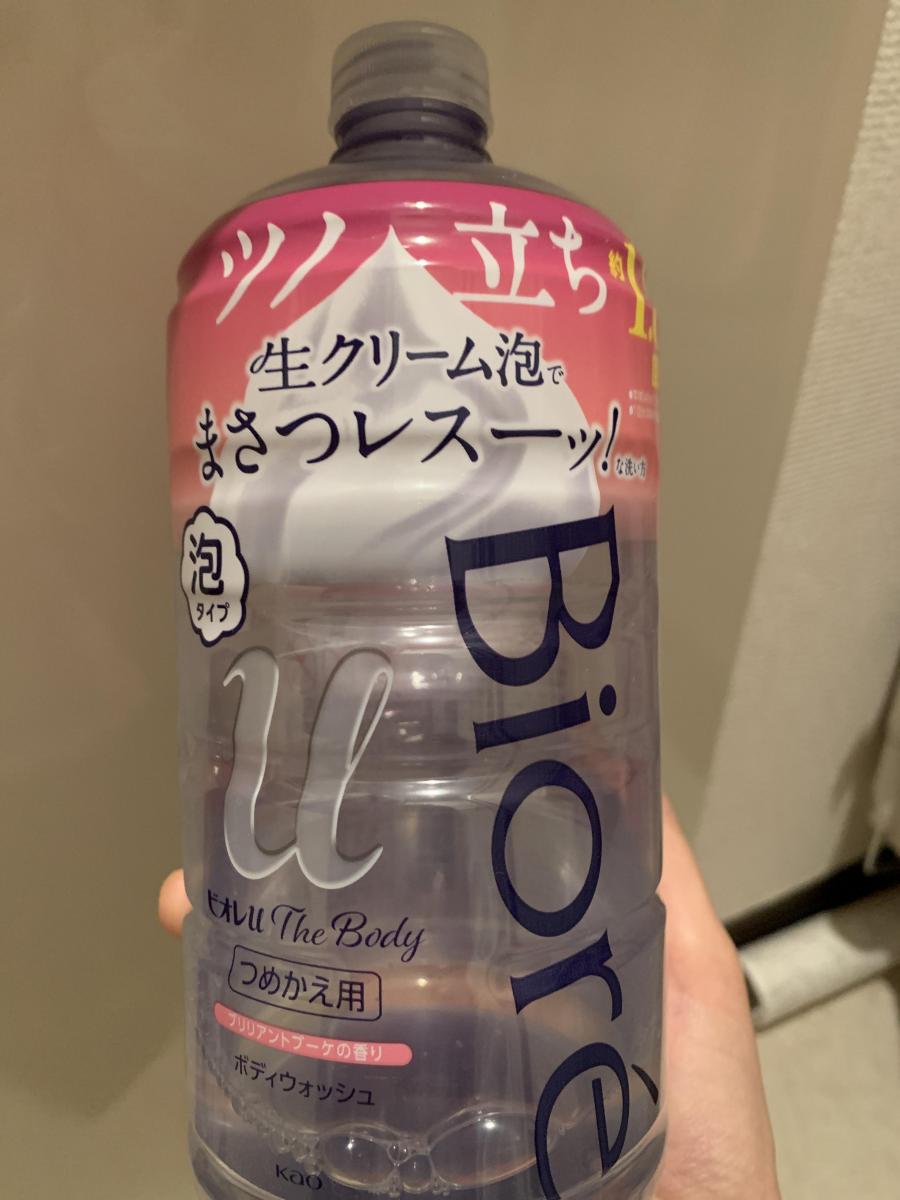 ツノ立ち
約
生クリーム泡で
まさつレスーッ!な洗い方
泡
タイプ
u
Bioré
ビオレu The Body
つめかえ用
ブリリアントブーケの香り
ボディウォッシュ
Kao